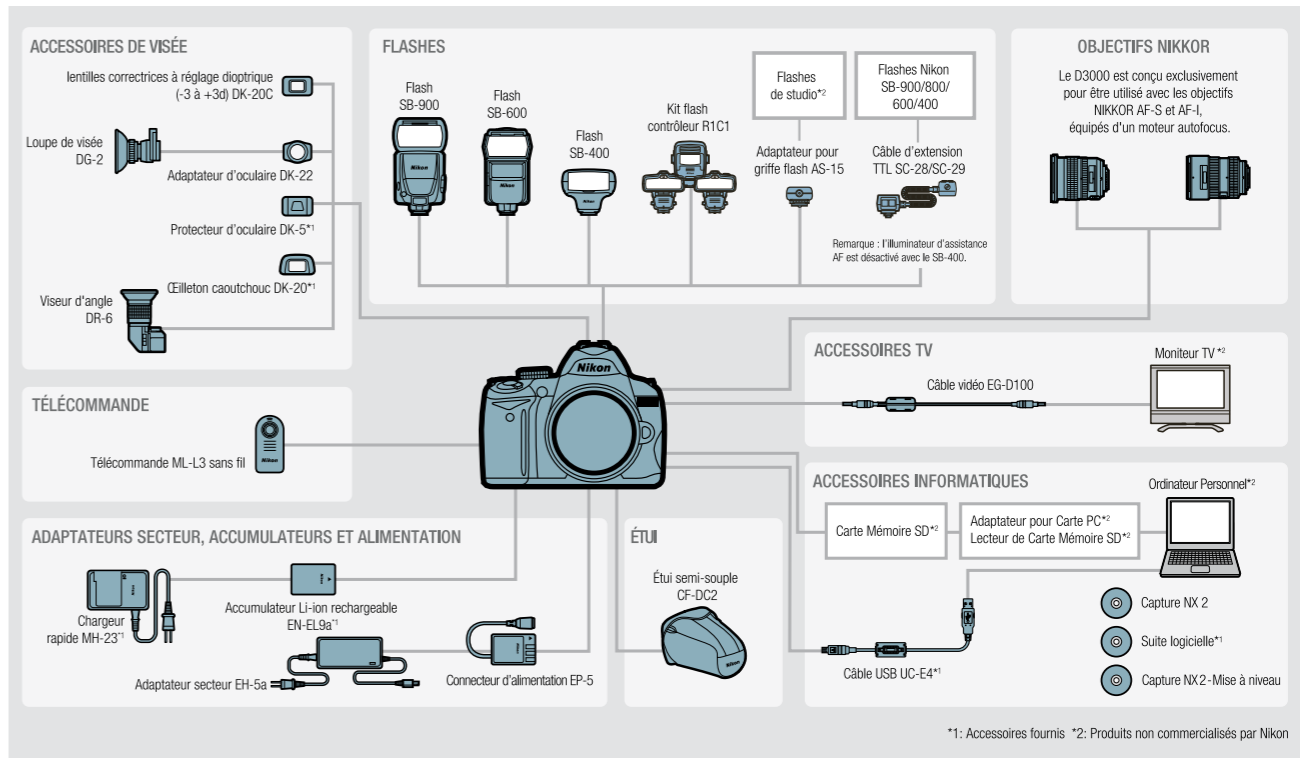 ACCESSOIRES DE VISÉE
lentilles correctrices à réglage dioptrique
(-3 à +3d) DK-20C
Loupe de visée
DG-2
Adaptateur d'oculaire DK-22
Protecteur d'oculaire DK-5*1
Œilleton caoutchouc DK-20*1
Viseur d'angle
DR-6
FLASHES
Flash
SB-900
Flash
SB-600
Flash
SB-400
Kit flash
contrôleur R1C1
Flashes
de studio*2
Adaptateur pour
griffe flash AS-15
Flashes Nikon
SB-900/800/
600/400
Câble d'extension
TTL SC-28/SC-29
Remarque : l'illuminateur d'assistance
AF est désactivé avec le SB-400.
Nikon
Nikon
Nikon
OBJECTIFS NIKKOR
Le D3000 est conçu exclusivement
pour être utilisé avec les objectifs
NIKKOR AF-S et AF-I,
équipés d'un moteur autofocus.
Nikon
TÉLÉCOMMANDE
Télécommande ML-L3 sans fil
Nikon
ACCESSOIRES TV
Moniteur TV*2
Câble vidéo EG-D100
ACCESSOIRES INFORMATIQUES
Ordinateur Personnel*2
Carte Mémoire SD*2
Adaptateur pour Carte PC*2
Lecteur de Carte Mémoire SD*2
Capture NX 2
Suite logicielle*1
Capture NX2-Mise à niveau
Câble USB UC-E4*1
ADAPTATEURS SECTEUR, ACCUMULATEURS ET ALIMENTATION
Chargeur
rapide MH-23*1
Accumulateur Li-ion rechargeable
EN-EL9a*1
Adaptateur secteur EH-5a
Connecteur d'alimentation EP-5
ÉTUI
Étui semi-souple
CF-DC2
Nikon
*1: Accessoires fournis *2: Produits non commercialisés par Nikon